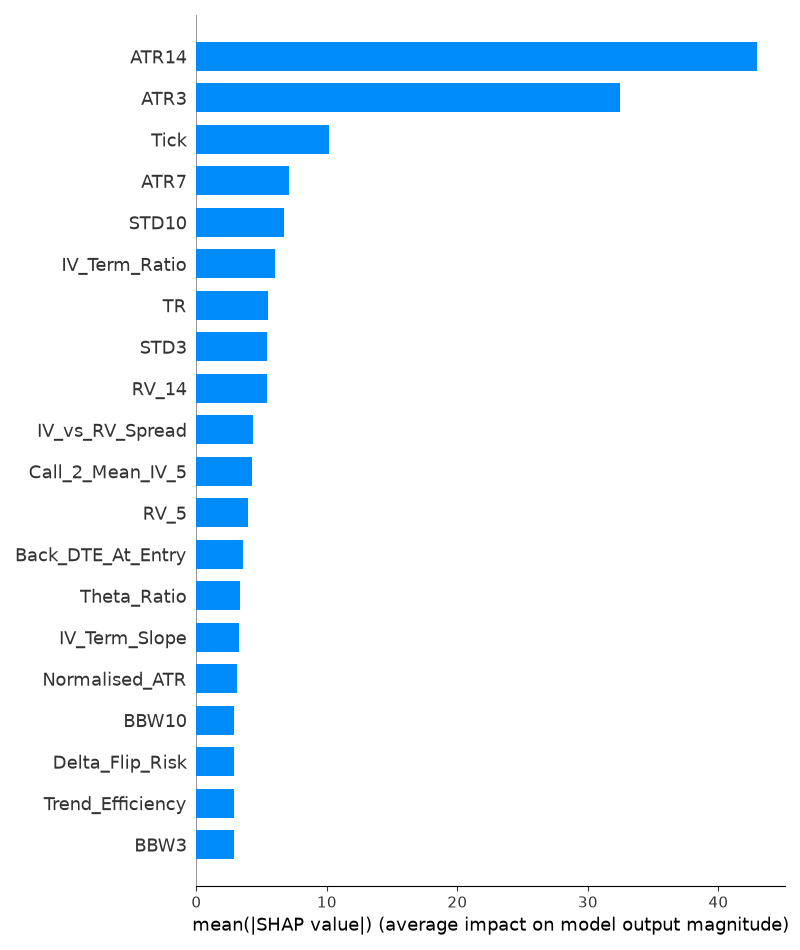 ATR14
ATR3
Tick
ATR7
STD10
IV_Term_Ratio
TR
STD3
RV_14
IV_vs_RV_Spread
Call_2_Mean_IV_5
RV_5
Back_DTE_At_Entry
Theta_Ratio
IV_Term_Slope
Normalised_ATR
BBW10
Delta_Flip_Risk
Trend_Efficiency
BBW3
0 10 20 30 40
mean(|SHAP value|) (average impact on model output magnitude)